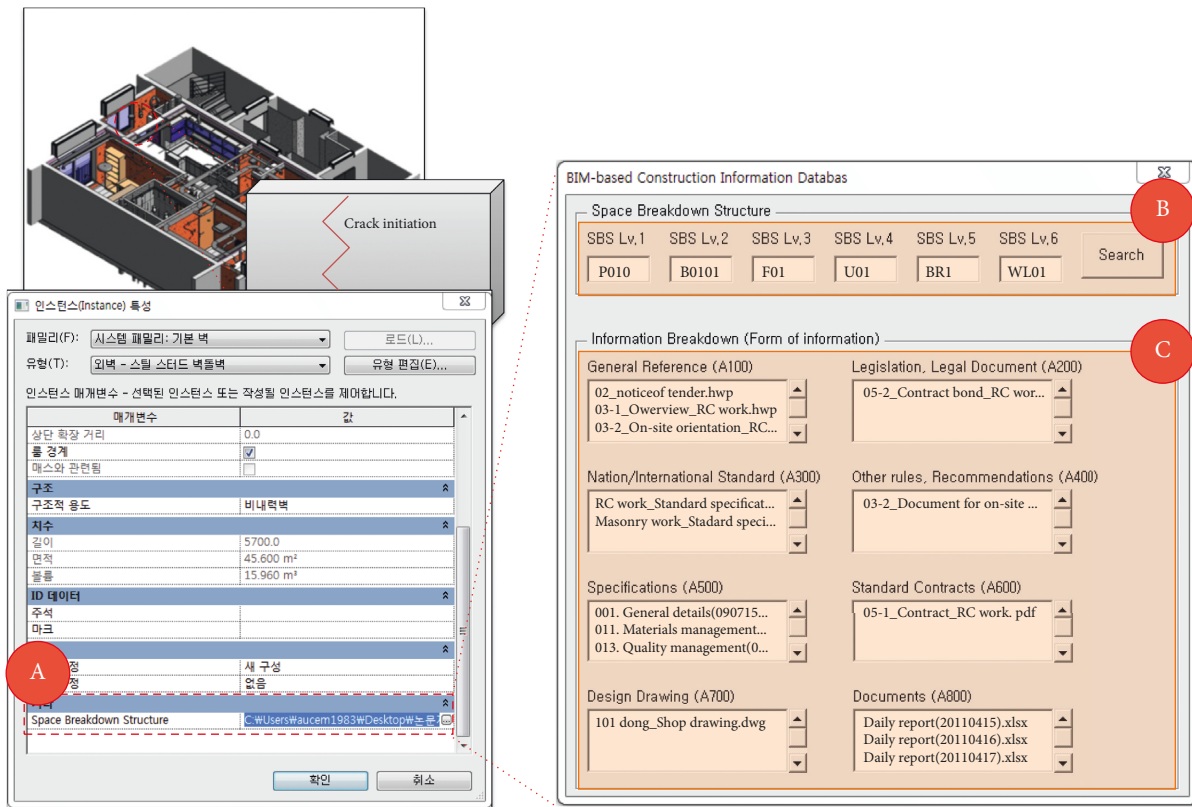 Crack initiation
인스턴스(Instance) 특성
패밀리(F):
시스템 패밀리: 기본 벽
로드(L)...
유형(T):
외벽 - 스틸 스터드 벽돌벽
유형 편집(E)...
인스턴스 매개변수 - 선택된 인스턴스 또는 작성될 인스턴스를 제어합니다.
매개변수 값
상단 확장 거리 0.0
룸 경계
매스와 관련됨
구조
구조적 용도 비내력벽
치수
길이 5700.0
면적 45.600 m²
볼륨 15.960 m³
ID 데이터
주석
마크
A
정 새 구성
정 없음
Space Breakdown Structure C:₩Users₩aucem1983₩Desktop₩논문
확인 취소
BIM-based Construction Information Databas
B
Space Breakdown Structure
SBS Lv,1 SBS Lv,2 SBS Lv,3 SBS Lv,4 SBS Lv,5 SBS Lv,6
P010 B0101 F01 U01 BR1 WL01
Search
C
Information Breakdown (Form of information)
General Reference (A100)
02_noticeof tender.hwp
03-1_Owerview_RC work.hwp
03-2_On-site orientation_RC...
Legislation, Legal Document (A200)
05-2_Contract bond_RC wor...
Nation/International Standard (A300)
RC work_Standard specificat...
Masonry work_Stadard speci...
Other rules, Recommendations (A400)
03-2_Document for on-site ...
Specifications (A500)
001. General details(090715...
011. Materials management...
013. Quality management(0...
Standard Contracts (A600)
05-1_Contract_RC work. pdf
Design Drawing (A700)
101 dong_Shop drawing.dwg
Documents (A800)
Daily report(20110415).xlsx
Daily report(20110416).xlsx
Daily report(20110417).xlsx